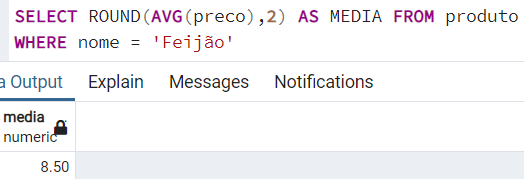 SELECT ROUND(AVG(preco),2) AS MEDIA FROM produto
WHERE nome = 'Feijão'
a Output Explain Messages Notifications
media
numeric
8.50